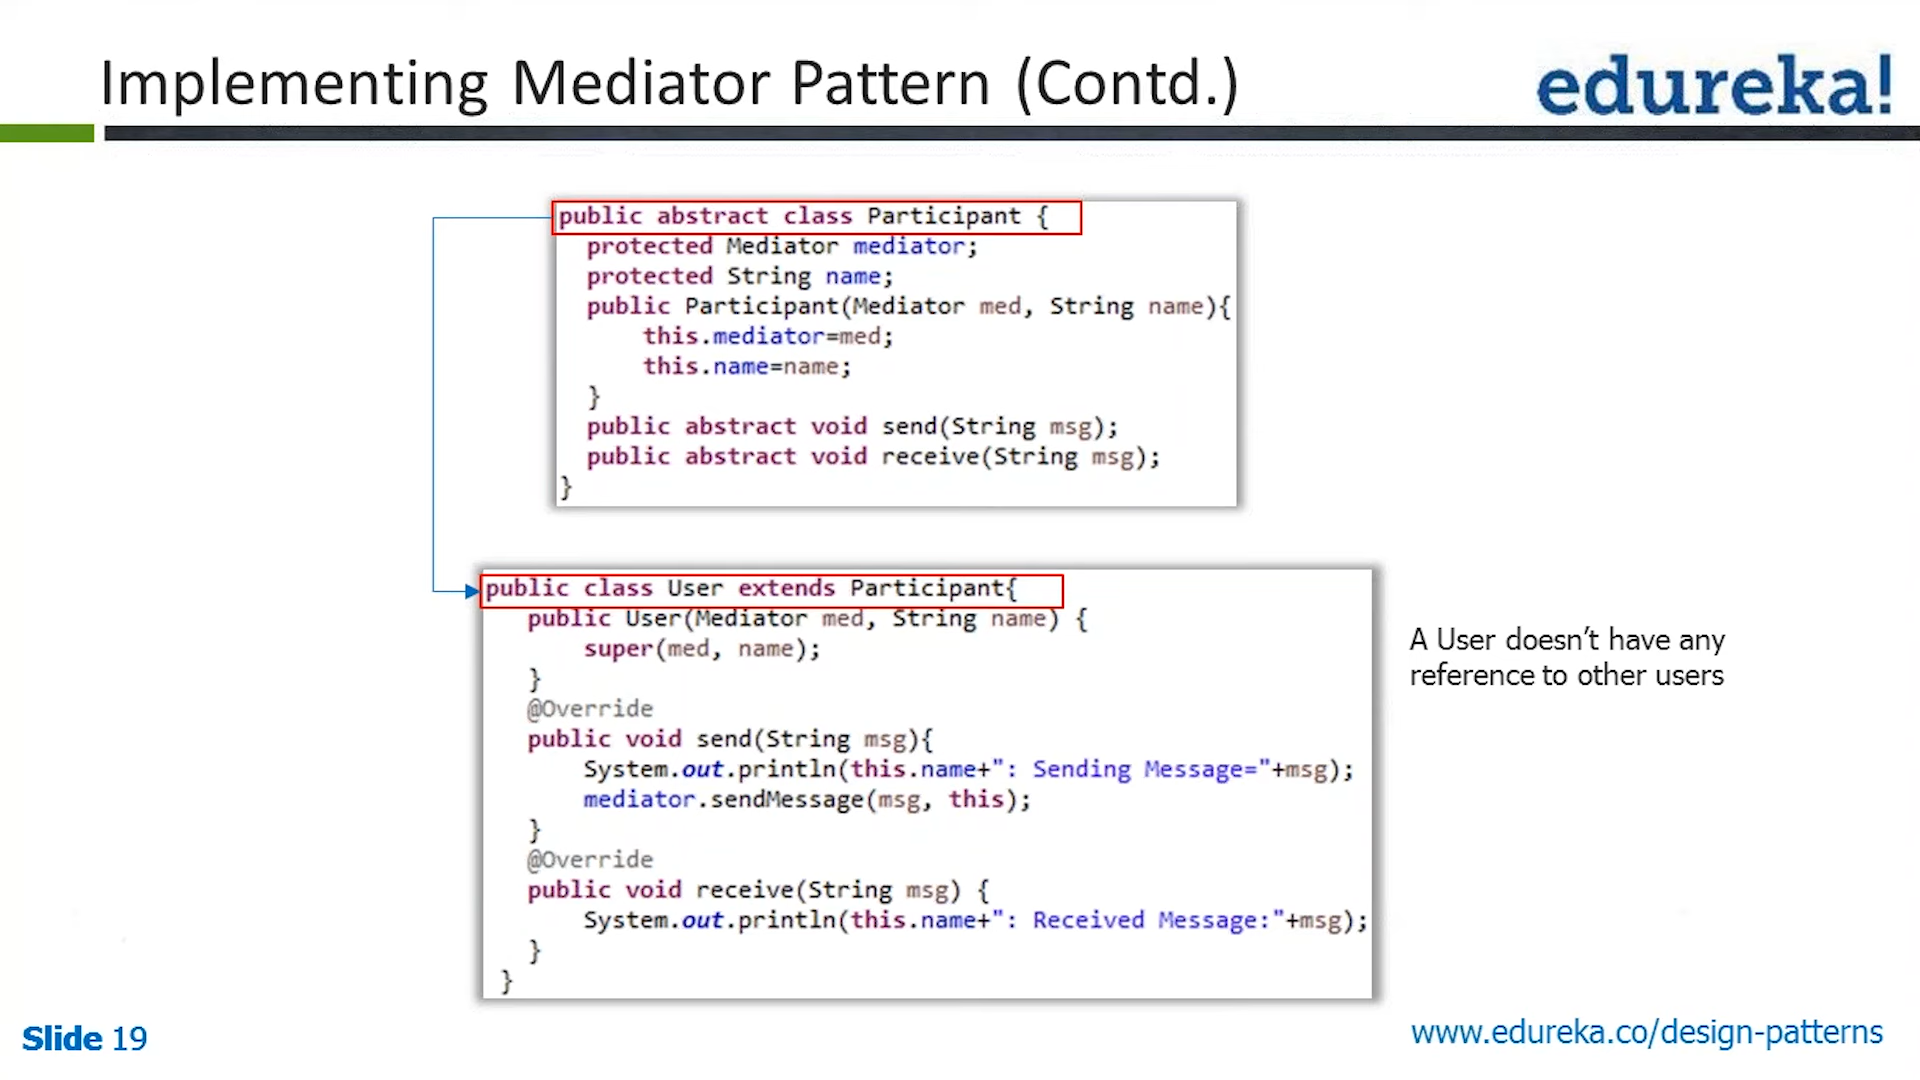 Implementing Mediator Pattern (Contd.)
edureka!
public abstract class Participant {
protected Mediator mediator;
protected String name;
public Participant(Mediator med, String name){
this.mediator=med;
this.name=name;
}
public abstract void send(String msg);
public abstract void receive(String msg);
}
public class User extends Participant{
public User(Mediator med, String name) {
super(med, name);
}
@Override
public void send(String msg){
System.out.println(this.name+": Sending Message="+msg);
mediator.sendMessage(msg, this);
}
@Override
public void receive(String msg) {
System.out.println(this.name+": Received Message:"+msg);
}
}
A User doesn’t have any
reference to other users
Slide 19
www.edureka.co/design-patterns